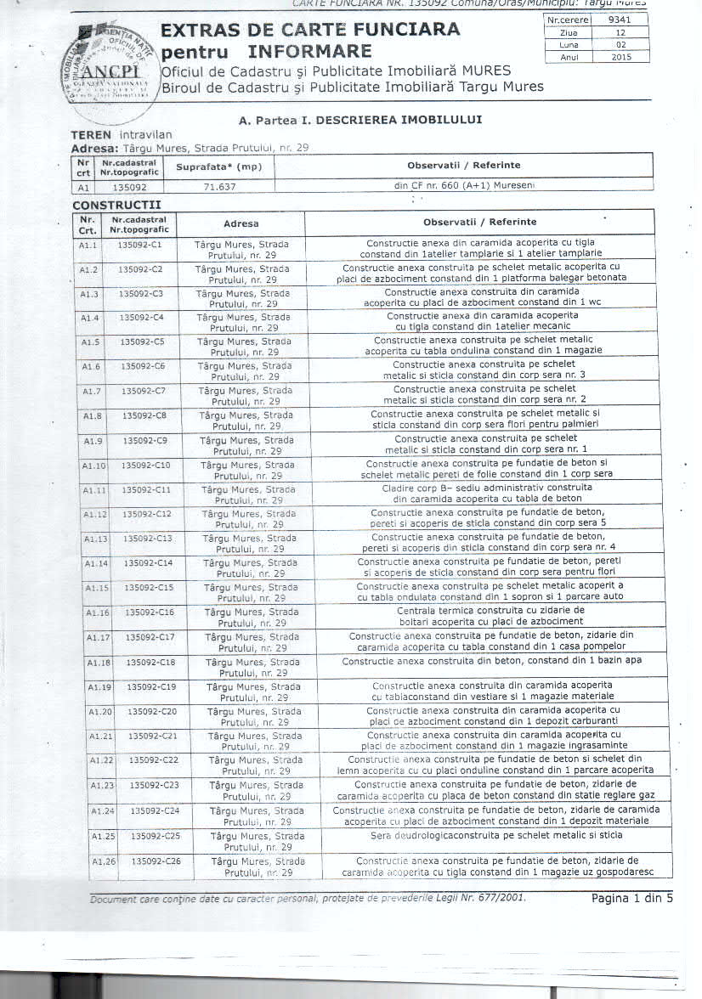 CARTE FUNCIARA NR. 135092 Comuna/Oras/Municipiu: Targu Mures
Nr.cerere 9341
Ziua 12
Luna 02
Anul 2015
ANCPI
EXTRAS DE CARTE FUNCIARA
pentru INFORMARE
Oficiul de Cadastru şi Publicitate Imobiliară MURES
Biroul de Cadastru şi Publicitate Imobiliară Targu Mures
A. Partea I. DESCRIEREA IMOBILULUI
TEREN intravilan
Adresa: Târgu Mures, Strada Prutului, nr. 29
Nr crt Nr.cadastral Nr.topografic Suprafata* (mp) Observatii / Referinte
A1 135092 71.637 din CF nr. 660 (A+1) Mureseni
CONSTRUCTII
Nr. Crt. Nr.cadastral Nr.topografic Adresa Observatii / Referinte
A1.1 135092-C1 Târgu Mures, Strada Constructie anexa din caramida acoperita cu tigla
Prutului, nr. 29 constand din 1atelier tamplarie si 1 atelier tamplarie
A1.2 135092-C2 Târgu Mures, Strada Constructie anexa construita pe schelet metalic acoperita cu
Prutului, nr. 29 placi de azbociment constand din 1 platforma balegar betonata
A1.3 135092-C3 Târgu Mures, Strada Constructie anexa construita din caramida
Prutului, nr. 29 acoperita cu placi de azbociment constand din 1 wc
A1.4 135092-C4 Târgu Mures, Strada Constructie anexa din caramida acoperita
Prutului, nr. 29 cu tigla constand din 1atelier mecanic
A1.5 135092-C5 Târgu Mures, Strada Constructie anexa construita pe schelet metalic
Prutului, nr. 29 acoperita cu tabla ondulina constand din 1 magazie
A1.6 135092-C6 Târgu Mures, Strada Constructie anexa construita pe schelet
Prutului, nr. 29 metalic si sticla constand din corp sera nr. 3
A1.7 135092-C7 Târgu Mures, Strada Constructie anexa construita pe schelet
Prutului, nr. 29 metalic si sticla constand din corp sera nr. 2
A1.8 135092-C8 Târgu Mures, Strada Constructie anexa construita pe schelet metalic si
Prutului, nr. 29 sticla constand din corp sera flori pentru palmieri
A1.9 135092-C9 Târgu Mures, Strada Constructie anexa construita pe schelet
Prutului, nr. 29 metalic si sticla constand din corp sera nr. 1
A1.10 135092-C10 Târgu Mures, Strada Constructie anexa construita pe fundatie de beton si
Prutului, nr. 29 schelet metalic pereti de folie constand din 1 corp sera
A1.11 135092-C11 Târgu Mures, Strada Cladire corp B– sediu administrativ construita
Prutului, nr. 29 din caramida acoperita cu tabla de beton
A1.12 135092-C12 Târgu Mures, Strada Constructie anexa construita pe fundatie de beton,
Prutului, nr. 29 pereti si acoperis de sticla constand din corp sera 5
A1.13 135092-C13 Târgu Mures, Strada Constructie anexa construita pe fundatie de beton,
Prutului, nr. 29 pereti si acoperis din sticla constand din corp sera nr. 4
A1.14 135092-C14 Târgu Mures, Strada Constructie anexa construita pe fundatie de beton, pereti
Prutului, nr. 29 si acoperis de sticla constand din corp sera pentru flori
A1.15 135092-C15 Târgu Mures, Strada Constructie anexa construita pe schelet metalic acoperit a
Prutului, nr. 29 cu tabla ondulata constand din 1 sopron si 1 parcare auto
A1.16 135092-C16 Târgu Mures, Strada Centrala termica construita cu zidarie de
Prutului, nr. 29 boltari acoperita cu placi de azbociment
A1.17 135092-C17 Târgu Mures, Strada Constructie anexa construita pe fundatie de beton, zidarie din
Prutului, nr. 29 caramida acoperita cu tabla constand din 1 casa pompelor
A1.18 135092-C18 Târgu Mures, Strada Constructie anexa construita din beton, constand din 1 bazin apa
Prutului, nr. 29
A1.19 135092-C19 Târgu Mures, Strada Constructie anexa construita din caramida acoperita
Prutului, nr. 29 cu tablaconstand din vestiare si 1 magazie materiale
A1.20 135092-C20 Târgu Mures, Strada Constructie anexa construita din caramida acoperita cu
Prutului, nr. 29 placi de azbociment constand din 1 depozit carburanti
A1.21 135092-C21 Târgu Mures, Strada Constructie anexa construita din caramida acoperita cu
Prutului, nr. 29 placi de azbociment constand din 1 magazie ingrasaminte
A1.22 135092-C22 Târgu Mures, Strada Constructie anexa construita pe fundatie de beton si schelet din
Prutului, nr. 29 lemn acoperita cu cu placi onduline constand din 1 parcare acoperita
A1.23 135092-C23 Târgu Mures, Strada Constructie anexa construita pe fundatie de beton, zidarie de
Prutului, nr. 29 caramida acoperita cu placa de beton constand din statie reglare gaz
A1.24 135092-C24 Târgu Mures, Strada Constructie anexa construita pe fundatie de beton, zidarie de caramida
Prutului, nr. 29 acoperita cu placi de azbociment constand din 1 depozit materiale
A1.25 135092-C25 Târgu Mures, Strada Sera deudrologicaconstruita pe schelet metalic si sticla
Prutului, nr. 29
A1.26 135092-C26 Târgu Mures, Strada Constructie anexa construita pe fundatie de beton, zidarie de
Prutului, nr. 29 caramida acoperita cu tigla constand din 1 magazie uz gospodaresc
Document care conţine date cu caracter personal, protejate de prevederile Legii Nr. 677/2001. Pagina 1 din 5